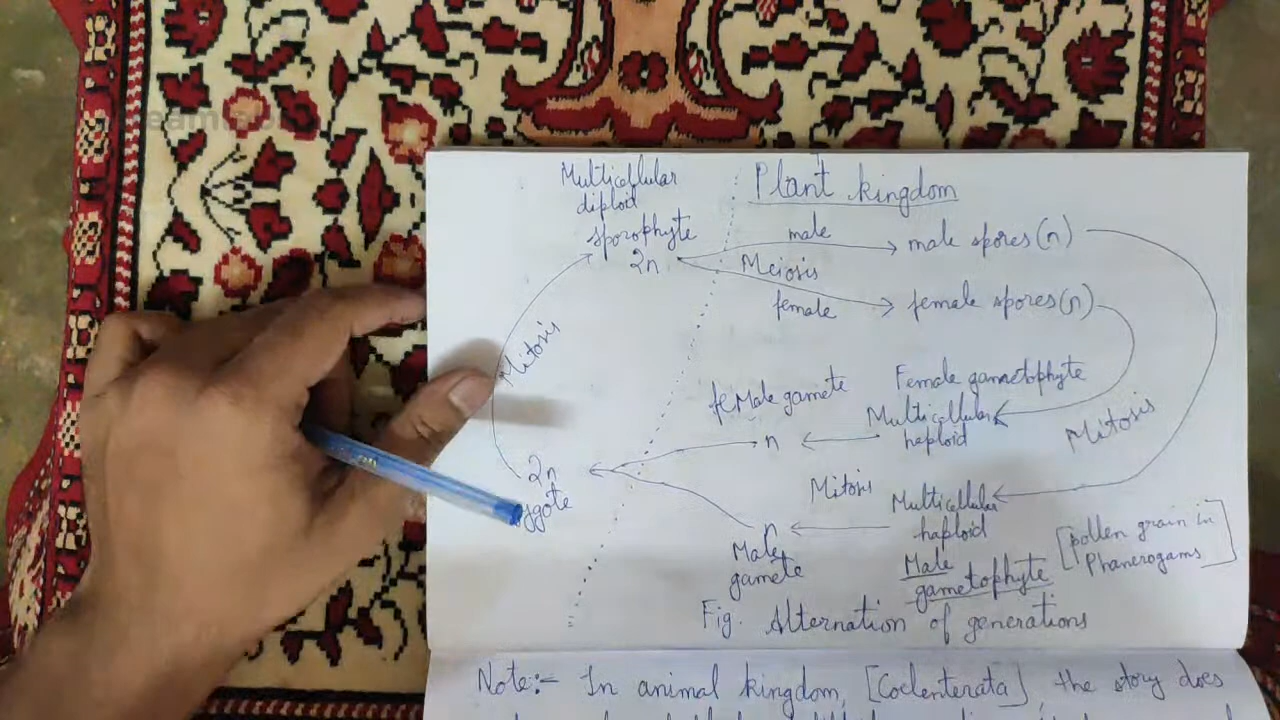 Plant kingdom
Multicellular
diploid
sporophyte
2n
male
male spores (n)
Meiosis
female
female spores (n)
Mitosis
Female gametophyte
female gamete
Multicellular
haploid
n
Mitosis
2n
Mitosis
Multicellular
haploid
n
Male
gamete
Male
gametophyte
[pollen grain in
Phanerogams]
Fig. Alternation of generations
Note:- In animal kingdom, [Coelenterata] the story does